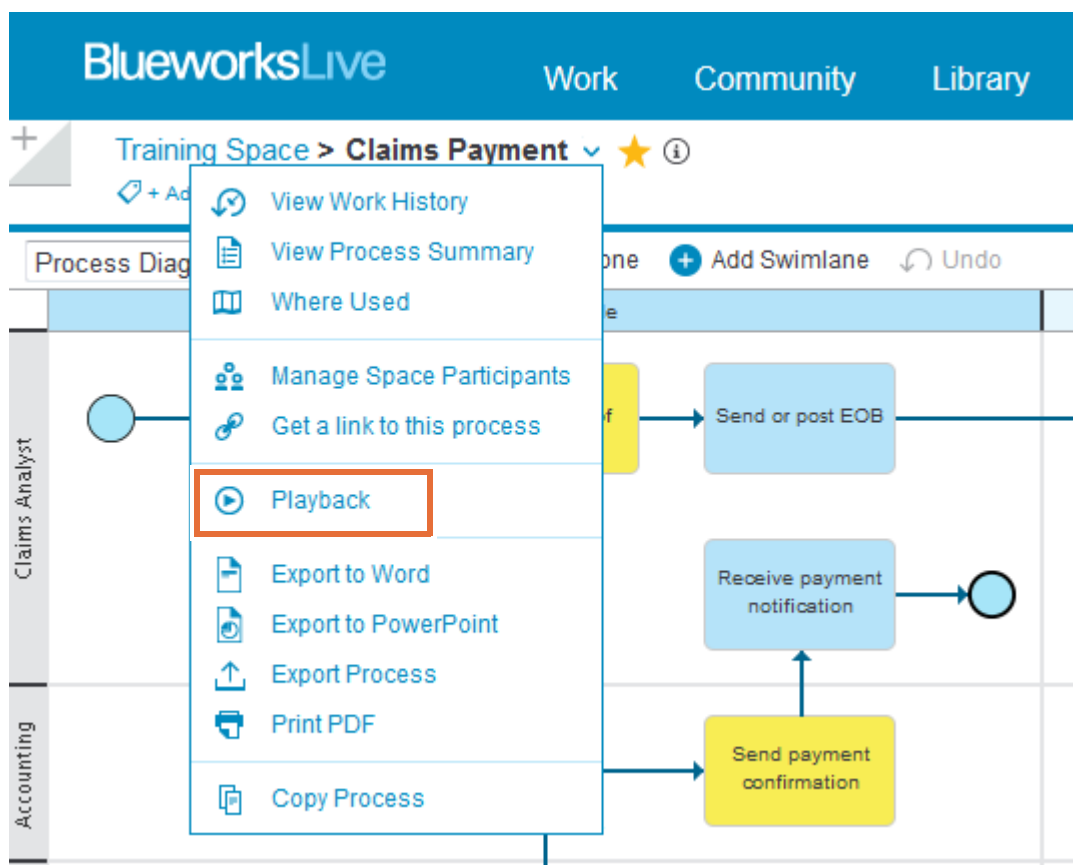 BlueworksLive
Work
Community
Library
Training Space > Claims Payment
+ Ad
View Work History
View Process Summary
Where Used
Manage Space Participants
Get a link to this process
Playback
Export to Word
Export to PowerPoint
Export Process
Print PDF
Copy Process
Process Diag
one
Add Swimlane
Undo
e
Claims Analyst
f
Send or post EOB
Receive payment
notification
Accounting
Send payment
confirmation